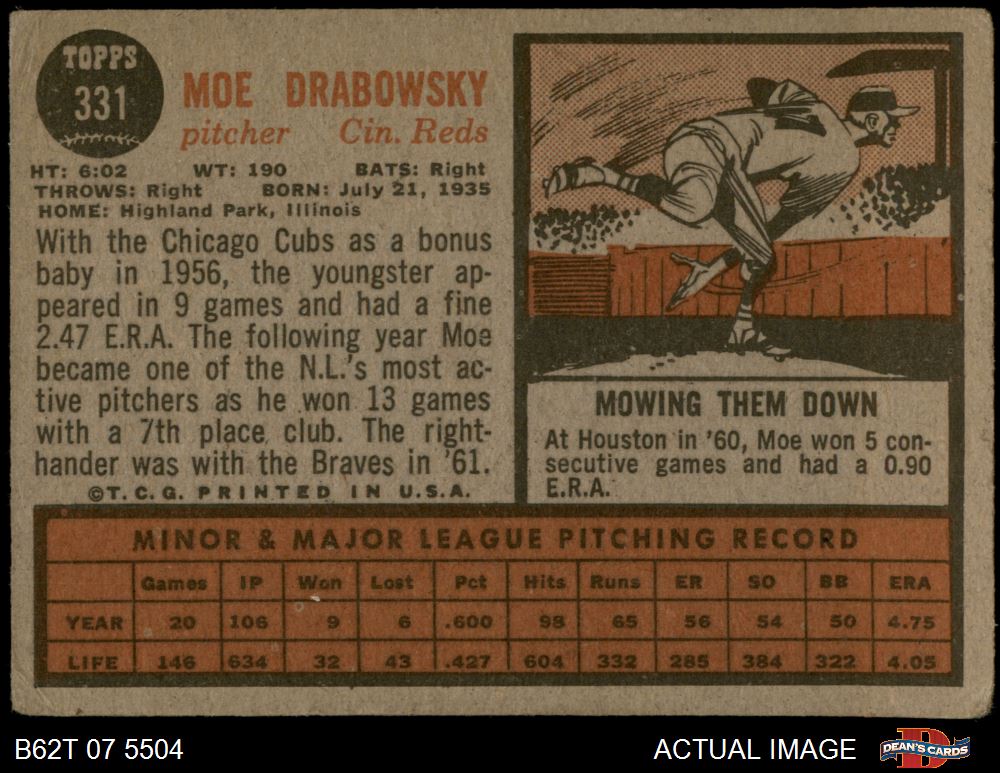 TOPPS
331
MOE DRABOWSKY
pitcher Cin. Reds
HT: 6:02 WT: 190 BATS: Right
THROWS: Right BORN: July 21, 1935
HOME: Highland Park, Illinois
With the Chicago Cubs as a bonus
baby in 1956, the youngster ap-
peared in 9 games and had a fine
2.47 E.R.A. The following year Moe
became one of the N.L.'s most ac-
tive pitchers as he won 13 games
with a 7th place club. The right-
hander was with the Braves in '61.
©T.C.G. PRINTED IN U.S.A.
MOWING THEM DOWN
At Houston in '60, Moe won 5 con-
secutive games and had a 0.90
E.R.A.
MINOR & MAJOR LEAGUE PITCHING RECORD
Games IP Won Lost Pct Hits Runs ER SO BB ERA
YEAR 20 106 9 6 .600 98 65 56 54 50 4.75
LIFE 146 634 32 43 .427 604 332 285 384 322 4.05
B62T 07 5504
ACTUAL IMAGE
DEAN'S CARDS